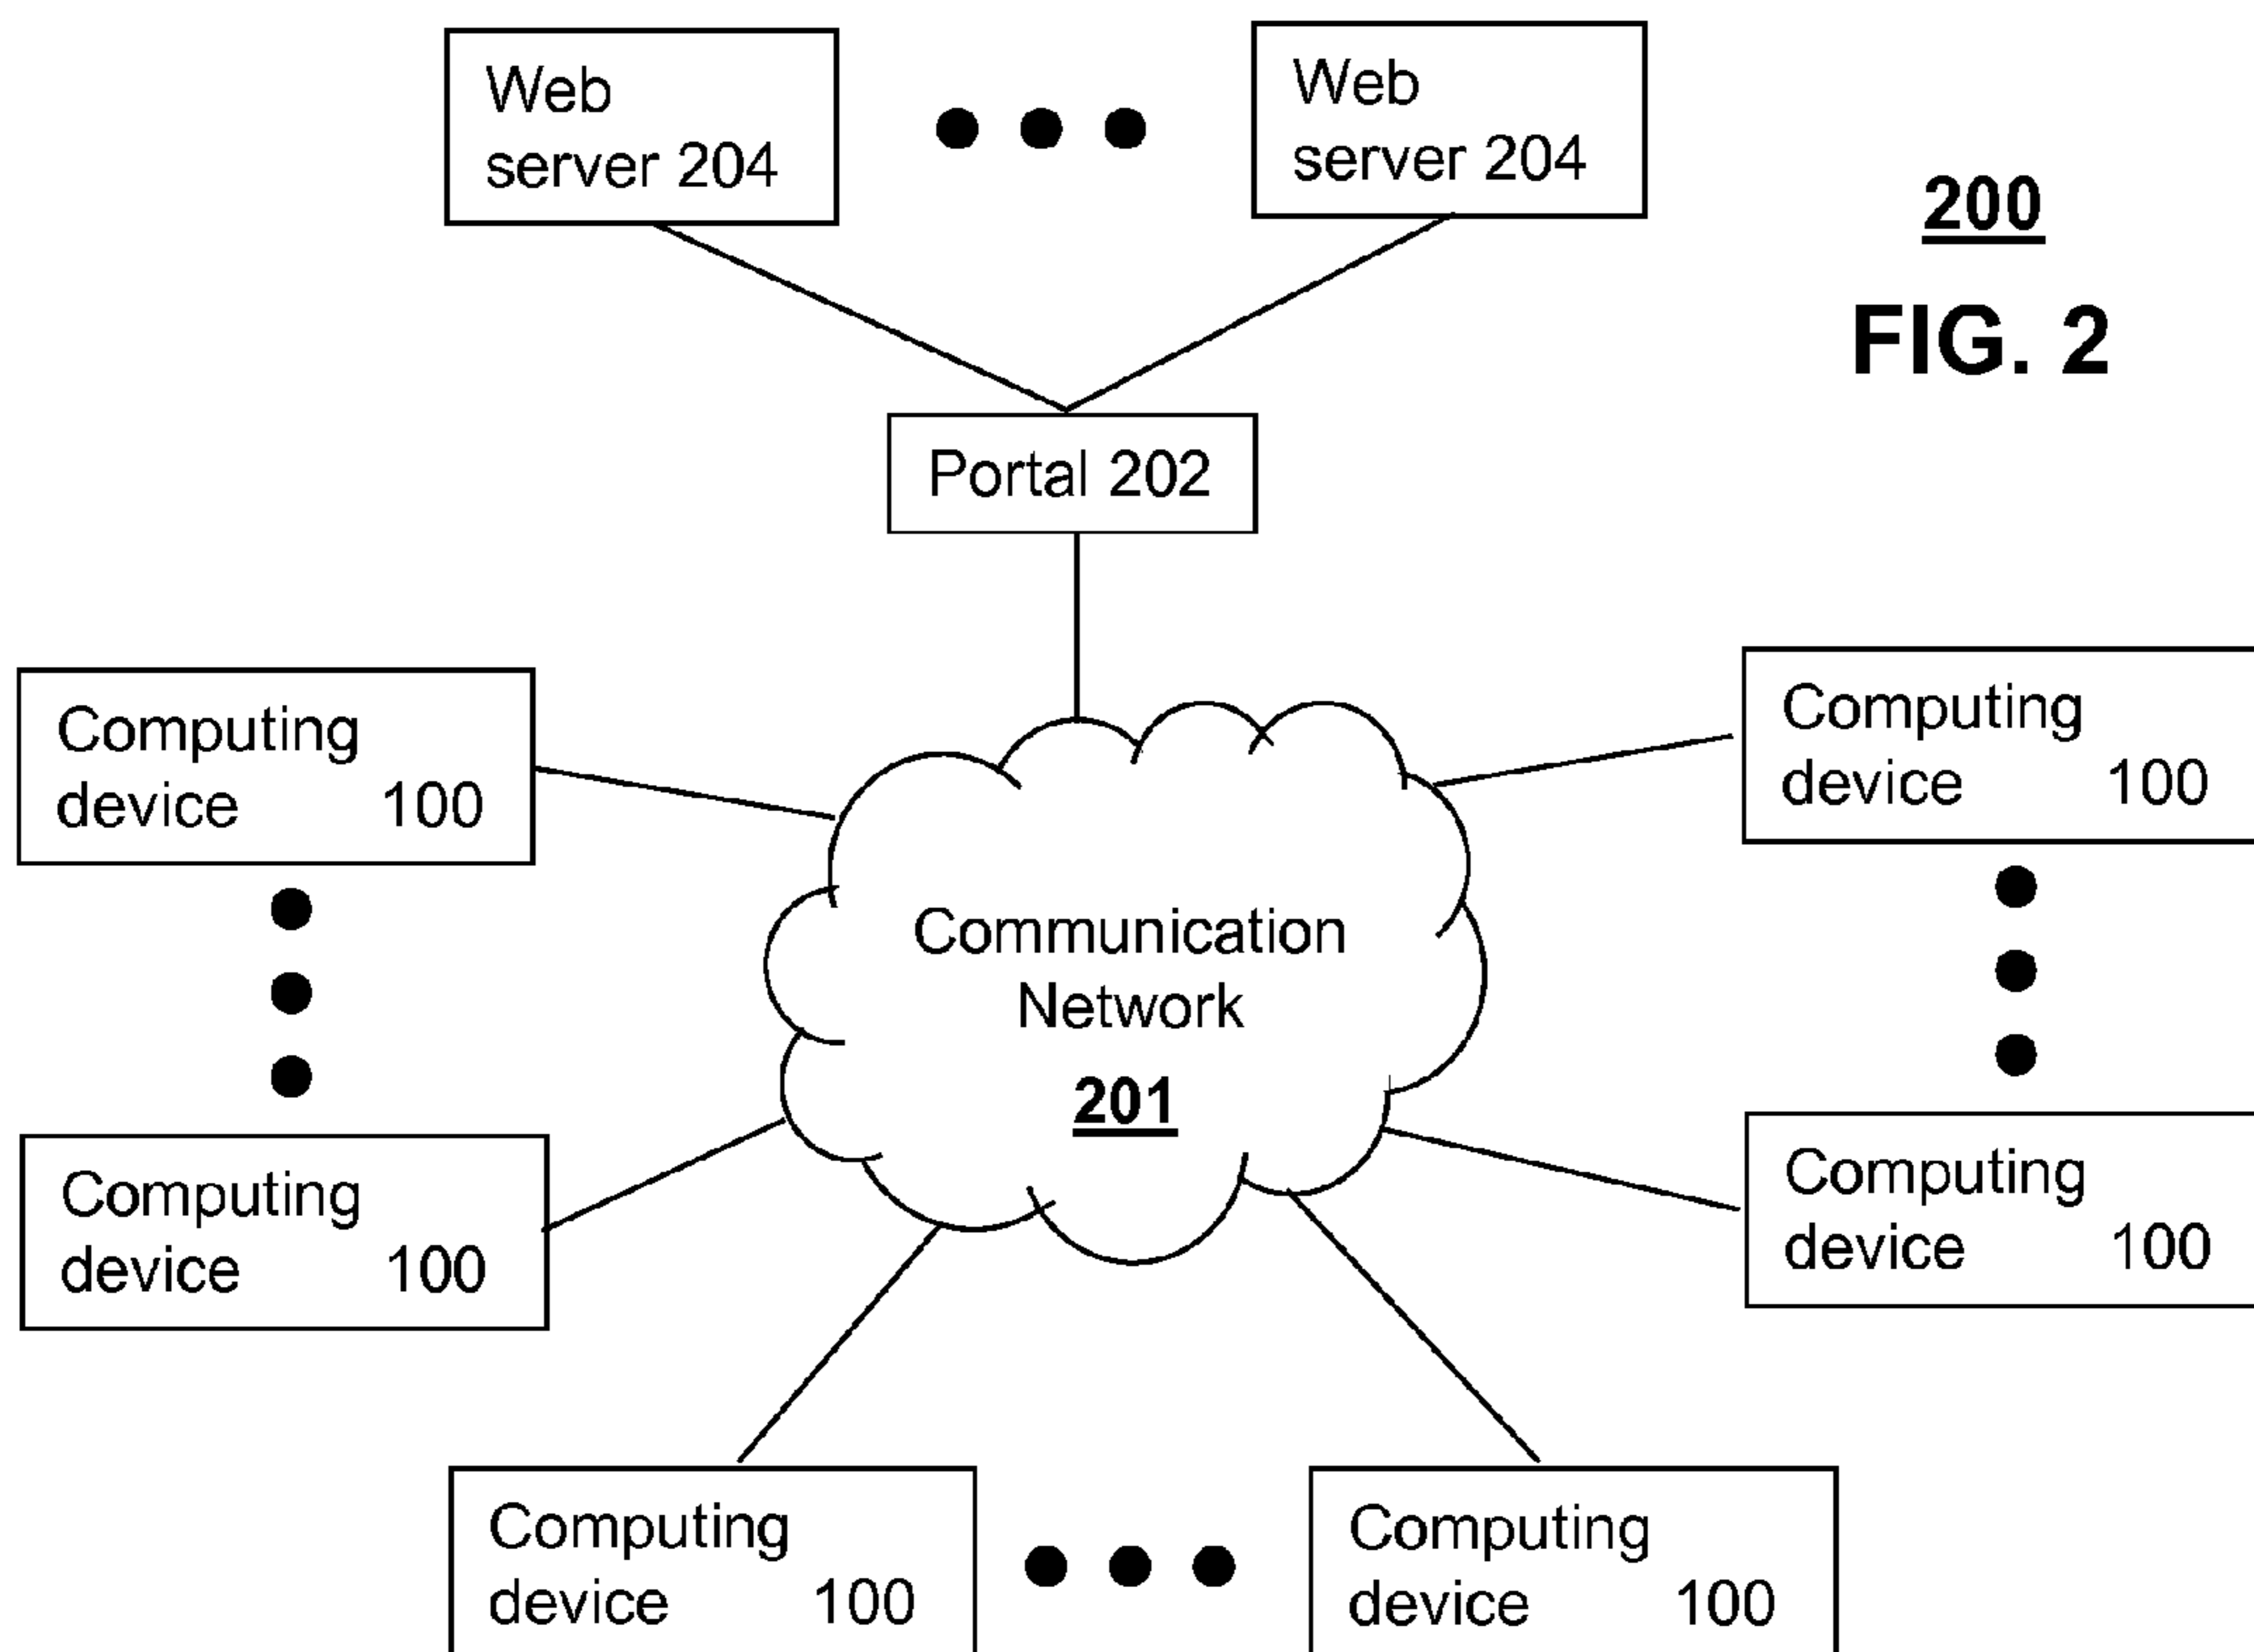 Web
server 204
Web
server 204
200
FIG. 2
Portal 202
Computing
device 100
Computing
device 100
Communication
Network
201
Computing
device 100
Computing
device 100
Computing
device 100
Computing
device 100